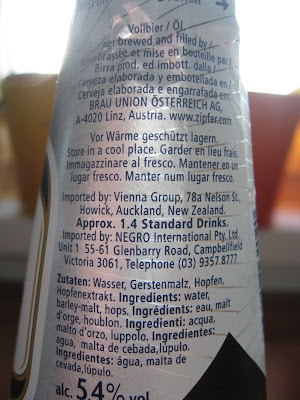 Vollbier / Öl.
Beer brewed and filled by /
Brassée et mise en bouteille par /
Birra prod. ed imbott. dalla /
Cerveza elaborada y embotellada en /
Cerveja elaborada e engarrafada em:
BRAU UNION ÖSTERREICH AG,
A-4020 Linz, Austria. www.zipfer.com
Vor Wärme geschützt lagern.
Store in a cool place. Garder en lieu frais.
Immagazzinare al fresco. Mantener en un
lugar fresco. Manter num lugar fresco.
Imported by: Vienna Group, 78a Nelson St.,
Howick, Auckland, New Zealand.
Approx. 1.4 Standard Drinks.
Imported by: NEGRO International Pty. Ltd.
Unit 1 55-61 Glenbarry Road, Campbellfield
Victoria 3061, Telephone (03) 9357 8777
Zutaten: Wasser, Gerstenmalz, Hopfen,
Hopfenextrakt. Ingredients: water,
barley-malt, hops. Ingrédients: eau, malt
d'orge, houblon. Ingredienti: acqua,
malto d'orzo, luppolo. Ingredientes:
agua, malta de cebada, lúpulo.
Ingredientes: água, malta de
cevada, lúpulo.
alc. 5,4% vol